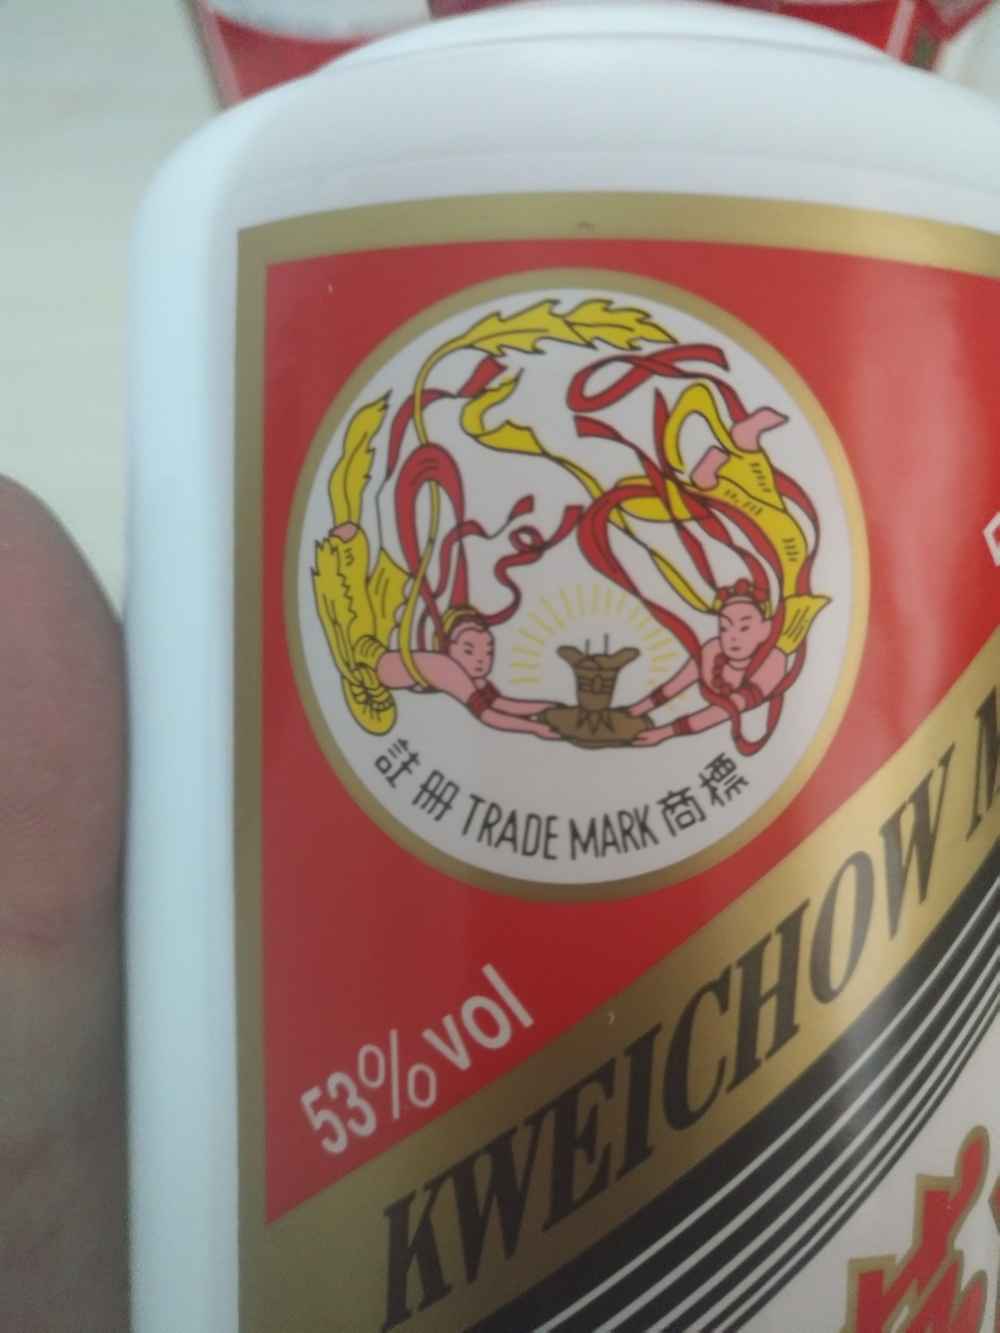 註册 TRADE MARK 商標
53%vol
KWEICHOW